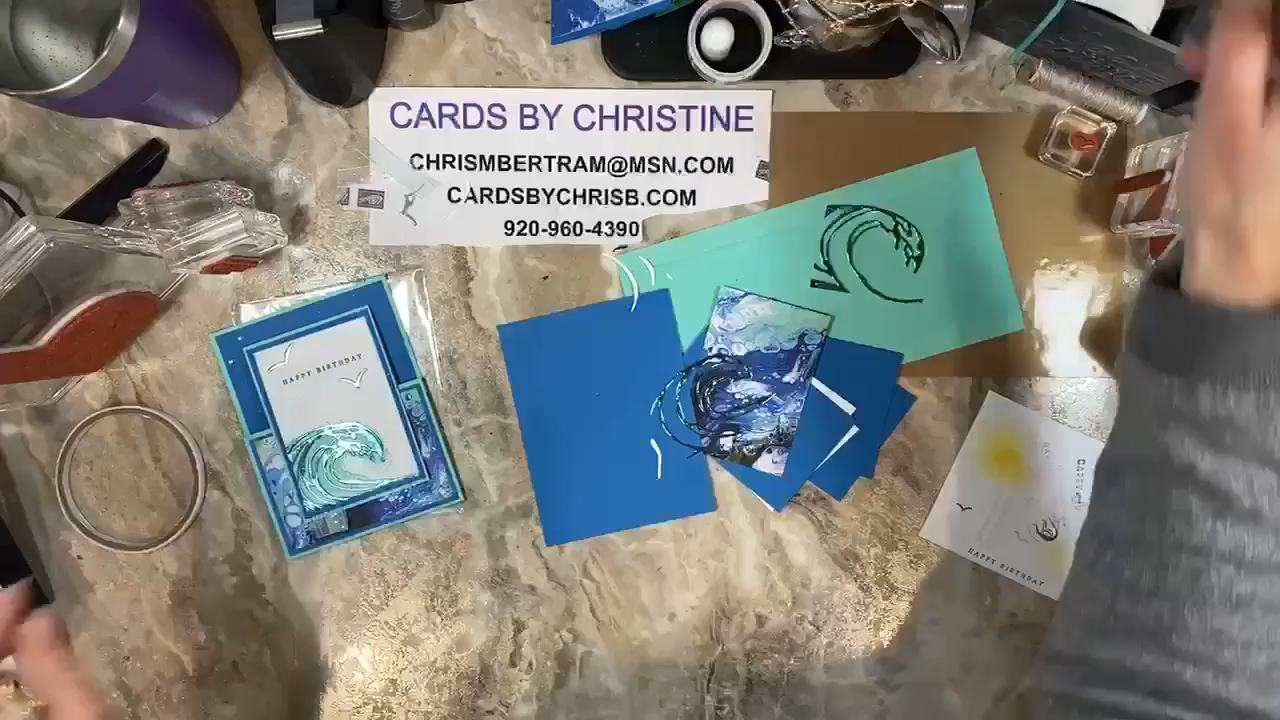 CARDS BY CHRISTINE
CHRISMBERTRAM@MSN.COM
CARDSBYCHRISB.COM
920-960-4390
HAPPY BIRTHDAY
HAPPY BIRTHDAY